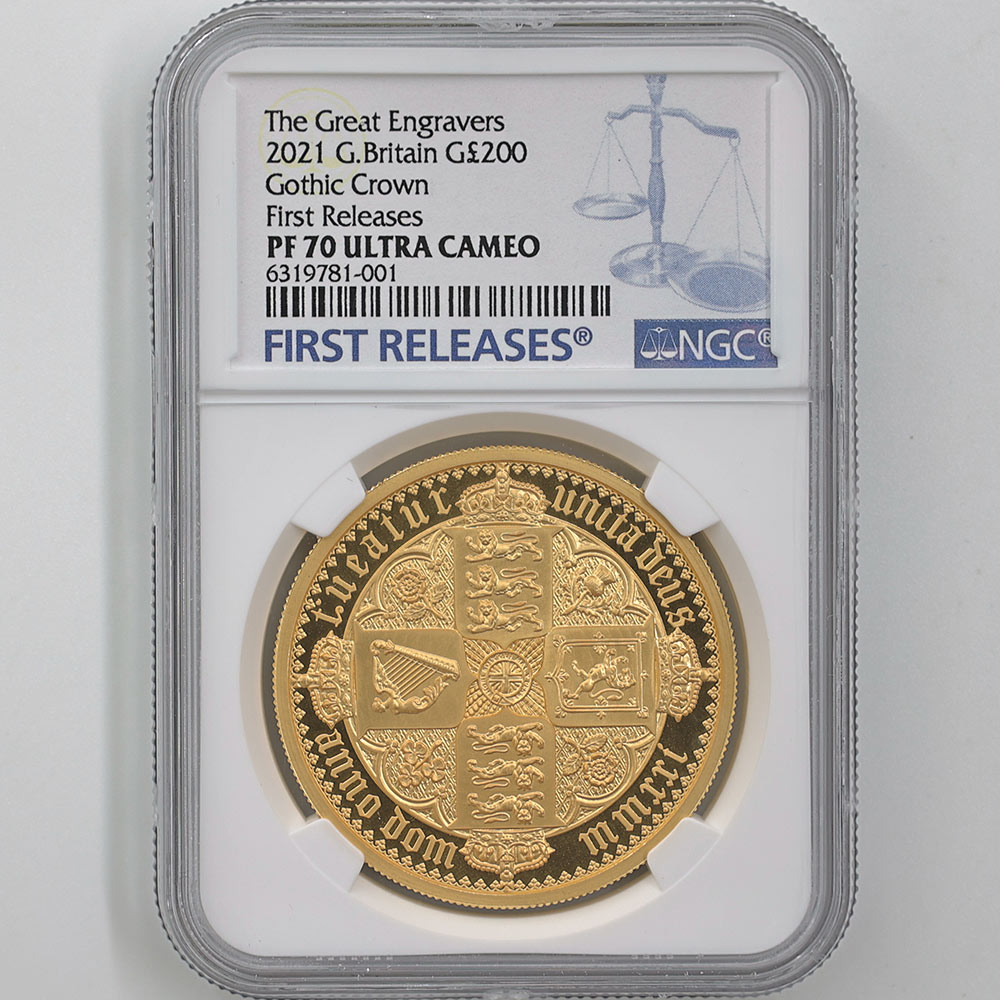 The Great Engravers
2021 G.Britain G£200
Gothic Crown
First Releases
PF 70 ULTRA CAMEO
6319781-001
FIRST RELEASES®
NGC®
tueatur unita deus
anno dom mmxxi